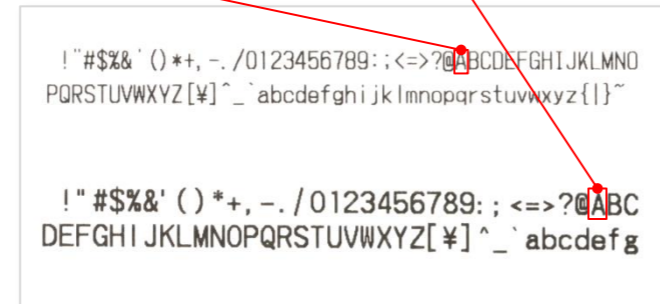 !"#$%&'()*+,-./0123456789:;<=>?@ABCDEFGHIJKLMNO
PQRSTUVWXYZ[¥]^_`abcdefghijklmnopqrstuvwxyz{|}~
!"#$%&'()*+,-./0123456789:;<=>?@ABC
DEFGHIJKLMNOPQRSTUVWXYZ[¥]^_`abcdefg